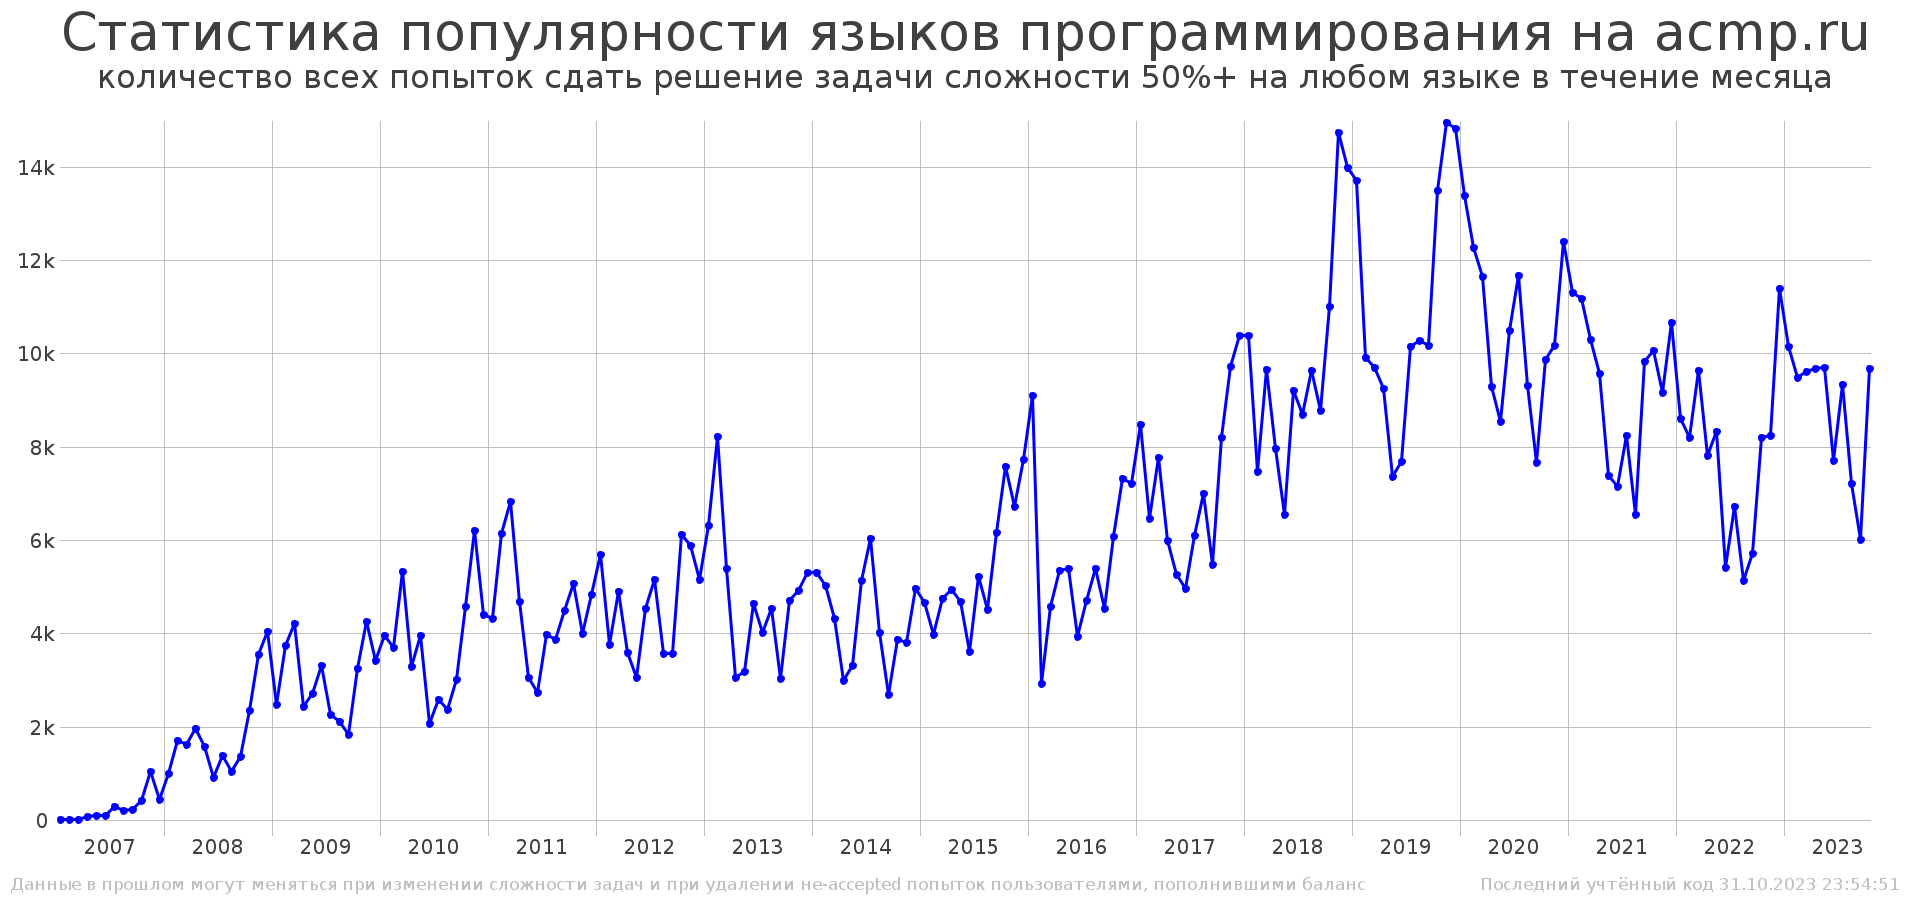 Статистика популярности языков программирования на acmp.ru
количество всех попыток сдать решение задачи сложности 50%+ на любом языке в течение месяца
14k
12k
10k
8k
6k
4k
2k
0
2007 2008 2009 2010 2011 2012 2013 2014 2015 2016 2017 2018 2019 2020 2021 2022 2023
Данные в прошлом могут меняться при изменении сложности задач и при удалении не-accepted попыток пользователями, пополнившими баланс
Последний учтённый код 31.10.2023 23:54:51